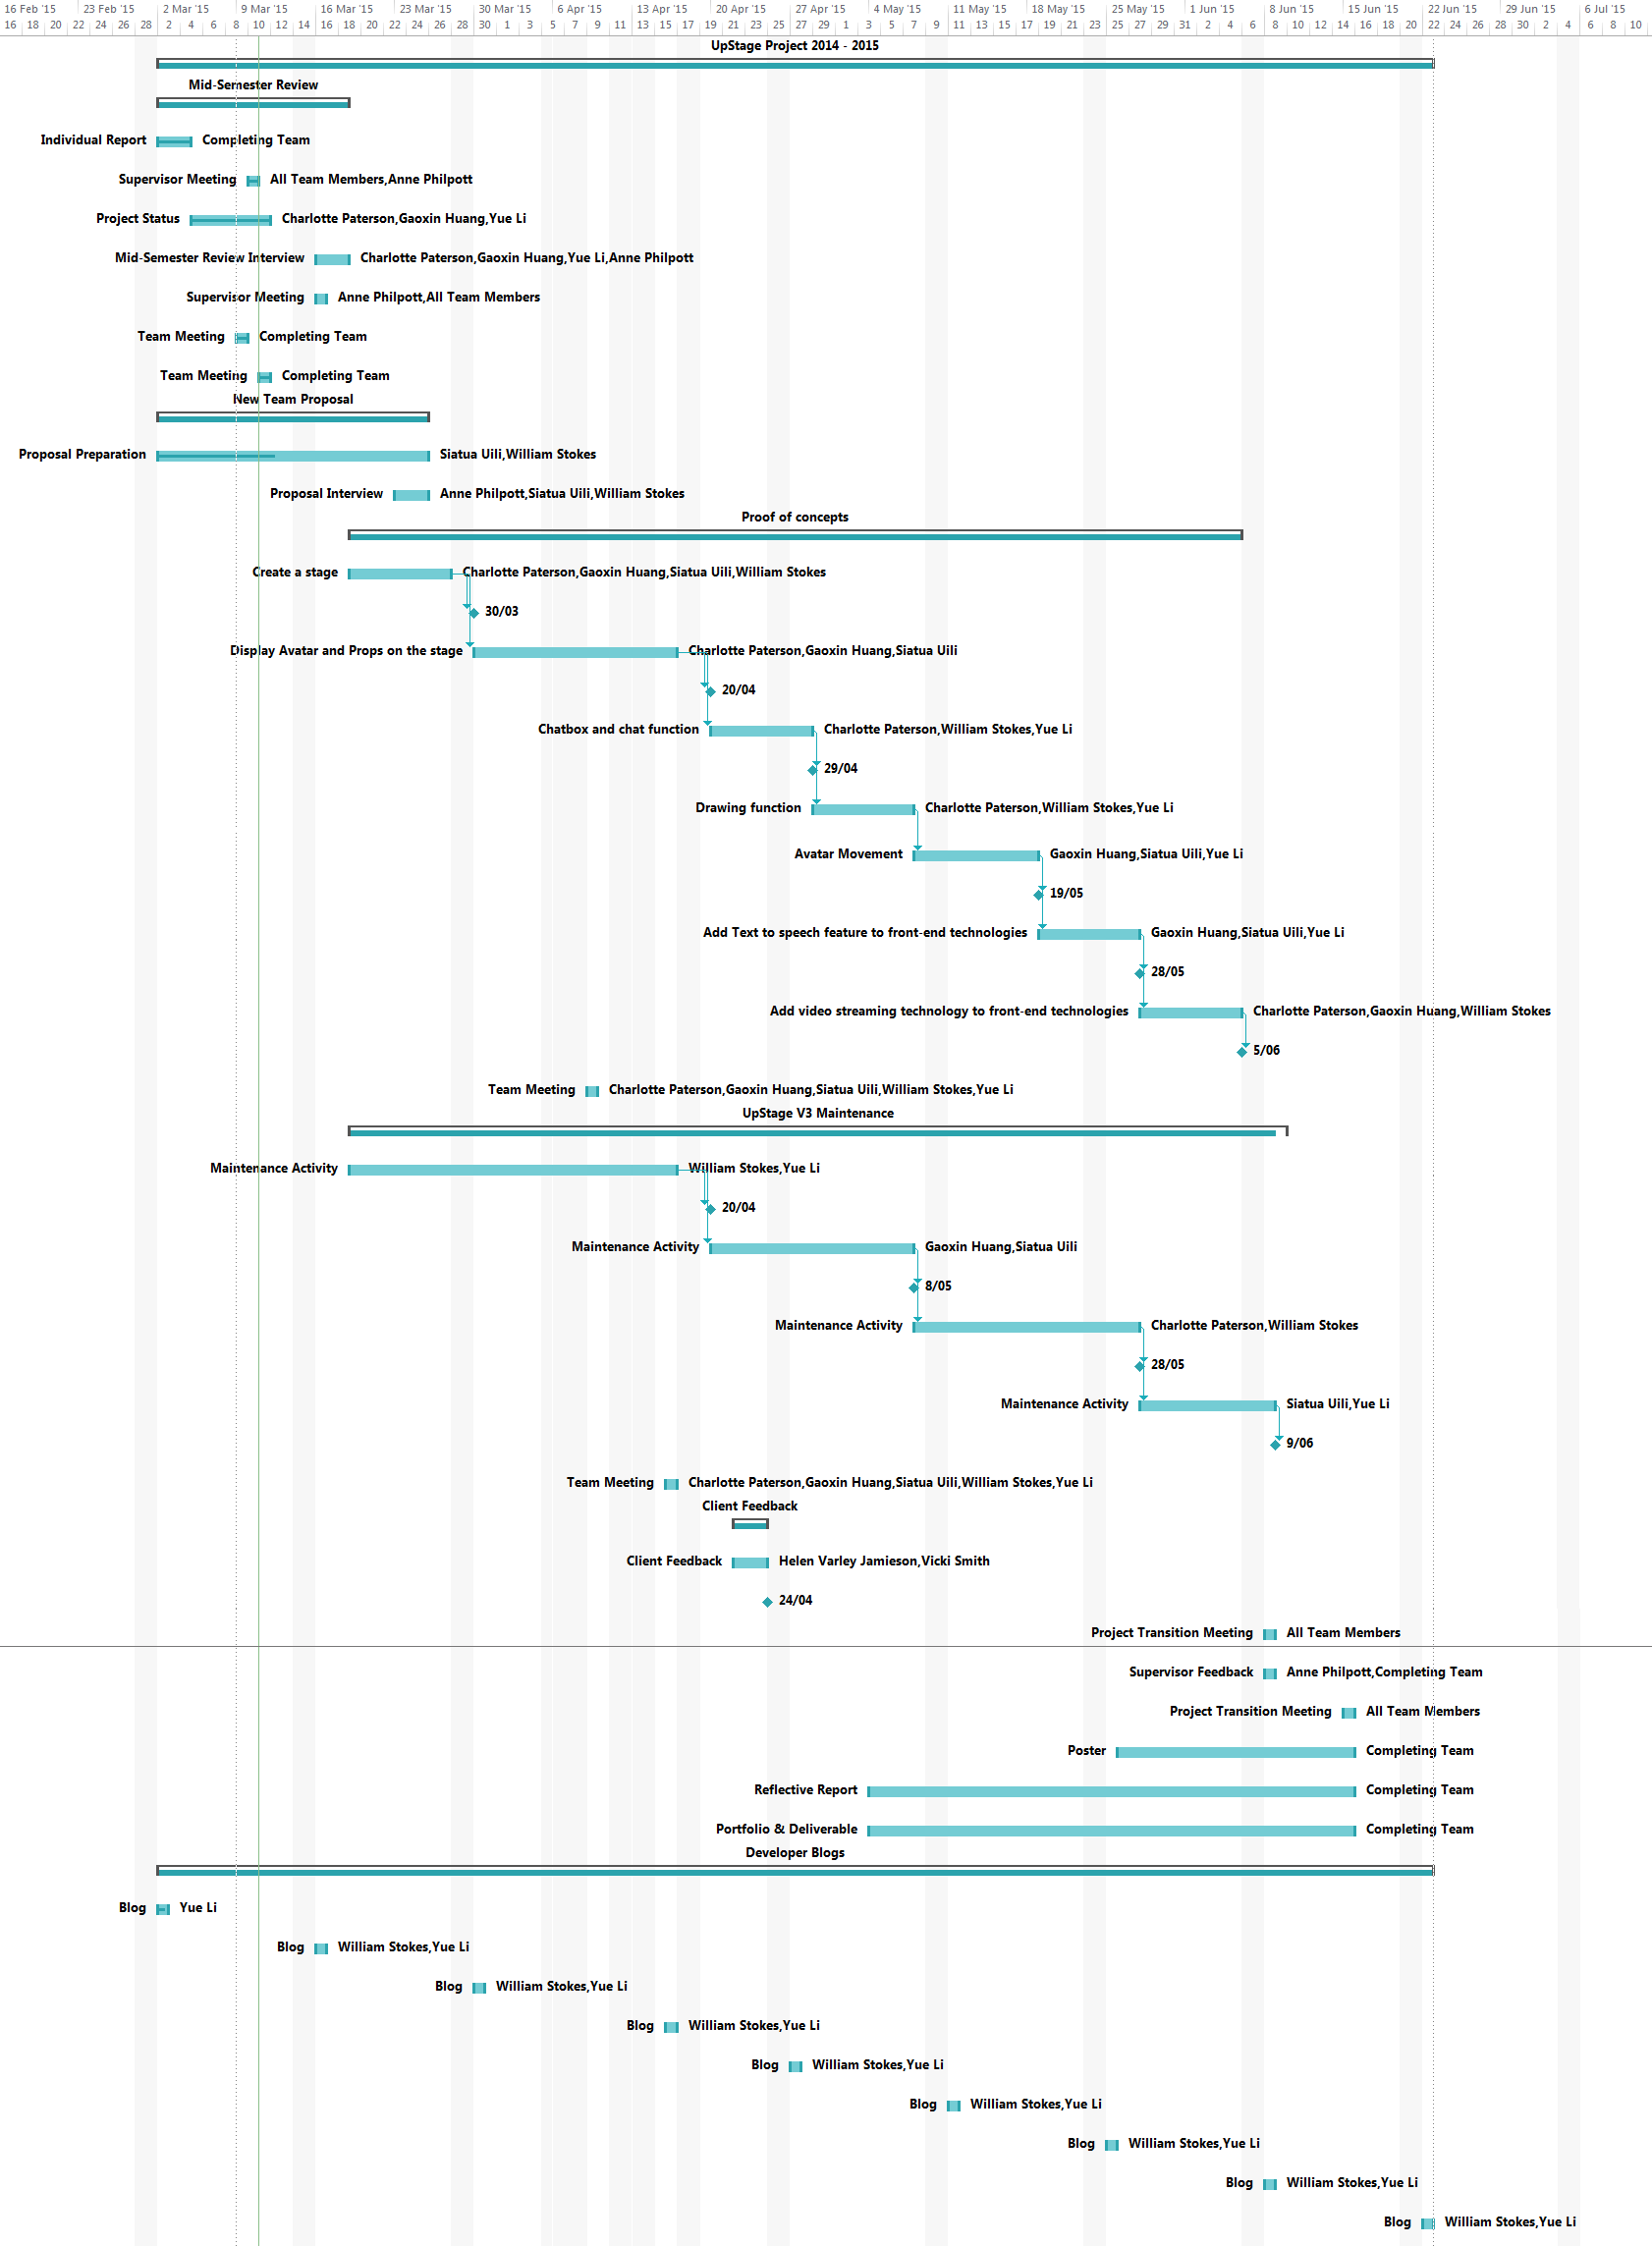 16 Feb '15 23 Feb '15 2 Mar '15 9 Mar '15 16 Mar '15 23 Mar '15 30 Mar '15 6 Apr '15 13 Apr '15 20 Apr '15 27 Apr '15 4 May '15 11 May '15 18 May '15 25 May '15 1 Jun '15 8 Jun '15 15 Jun '15 22 Jun '15 29 Jun '15 6 Jul '15
16 18 20 22 24 26 28 2 4 6 8 10 12 14 16 18 20 22 24 26 28 30 1 3 5 7 9 11 13 15 17 19 21 23 25 27 29 1 3 5 7 9 11 13 15 17 19 21 23 25 27 29 31 2 4 6 8 10 12 14 16 18 20 22 24 26 28 30 2 4 6 8 10
UpStage Project 2014 - 2015
Mid-Semester Review
Individual Report Completing Team
Supervisor Meeting All Team Members,Anne Philpott
Project Status Charlotte Paterson,Gaoxin Huang,Yue Li
Mid-Semester Review Interview Charlotte Paterson,Gaoxin Huang,Yue Li,Anne Philpott
Supervisor Meeting Anne Philpott,All Team Members
Team Meeting Completing Team
Team Meeting Completing Team
New Team Proposal
Proposal Preparation Siatua Uili,William Stokes
Proposal Interview Anne Philpott,Siatua Uili,William Stokes
Proof of concepts
Create a stage Charlotte Paterson,Gaoxin Huang,Siatua Uili,William Stokes
30/03
Display Avatar and Props on the stage Charlotte Paterson,Gaoxin Huang,Siatua Uili
20/04
Chatbox and chat function Charlotte Paterson,William Stokes,Yue Li
29/04
Drawing function Charlotte Paterson,William Stokes,Yue Li
Avatar Movement Gaoxin Huang,Siatua Uili,Yue Li
19/05
Add Text to speech feature to front-end technologies Gaoxin Huang,Siatua Uili,Yue Li
28/05
Add video streaming technology to front-end technologies Charlotte Paterson,Gaoxin Huang,William Stokes
5/06
Team Meeting Charlotte Paterson,Gaoxin Huang,Siatua Uili,William Stokes,Yue Li
UpStage V3 Maintenance
Maintenance Activity William Stokes,Yue Li
20/04
Maintenance Activity Gaoxin Huang,Siatua Uili
8/05
Maintenance Activity Charlotte Paterson,William Stokes
28/05
Maintenance Activity Siatua Uili,Yue Li
9/06
Team Meeting Charlotte Paterson,Gaoxin Huang,Siatua Uili,William Stokes,Yue Li
Client Feedback
Client Feedback Helen Varley Jamieson,Vicki Smith
24/04
Project Transition Meeting All Team Members
Supervisor Feedback Anne Philpott,Completing Team
Project Transition Meeting All Team Members
Poster Completing Team
Reflective Report Completing Team
Portfolio & Deliverable Completing Team
Developer Blogs
Blog Yue Li
Blog William Stokes,Yue Li
Blog William Stokes,Yue Li
Blog William Stokes,Yue Li
Blog William Stokes,Yue Li
Blog William Stokes,Yue Li
Blog William Stokes,Yue Li
Blog William Stokes,Yue Li
Blog William Stokes,Yue Li